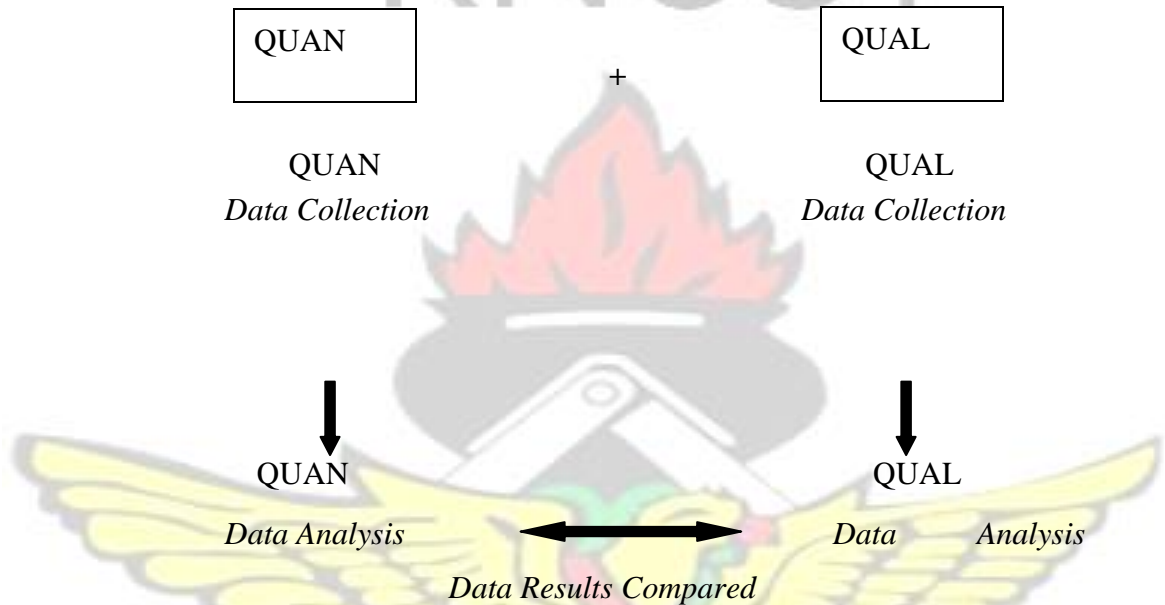 QUAN QUAL
+
QUAN QUAL
Data Collection Data Collection
QUAN QUAL
Data Analysis Data Analysis
Data Results Compared